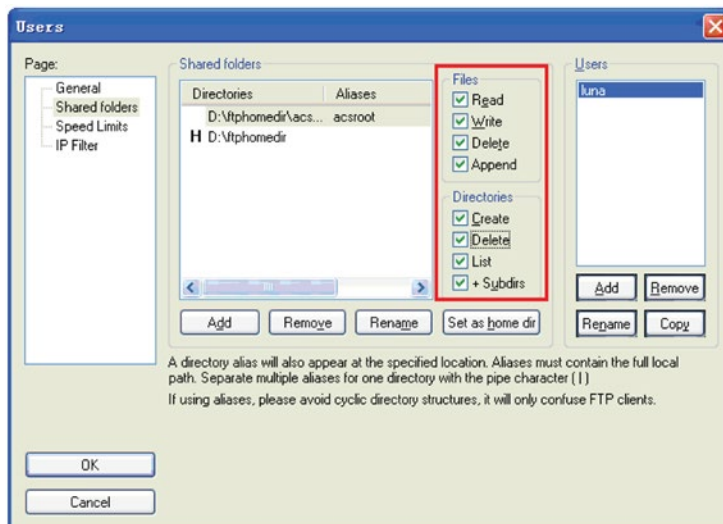 Users
Page:
General
Shared folders
Speed Limits
IP Filter
Shared folders
Directories Aliases
D:\ftphomedir\acs... acsroot
H D:\ftphomedir
Files
Read
Write
Delete
Append
Directories
Create
Delete
List
+ Subdirs
Add Remove Rename Set as home dir
Users
luna
Add Remove
Rename Copy
A directory alias will also appear at the specified location. Aliases must contain the full local
path. Separate multiple aliases for one directory with the pipe character ( | )
If using aliases, please avoid cyclic directory structures, it will only confuse FTP clients.
OK
Cancel